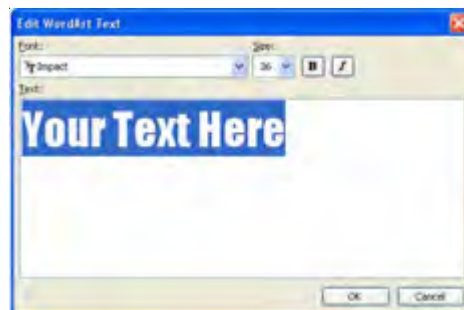 Edit WordArt Text
Font:
Size:
Impact
36
B
I
Text:
Your Text Here
OK
Cancel